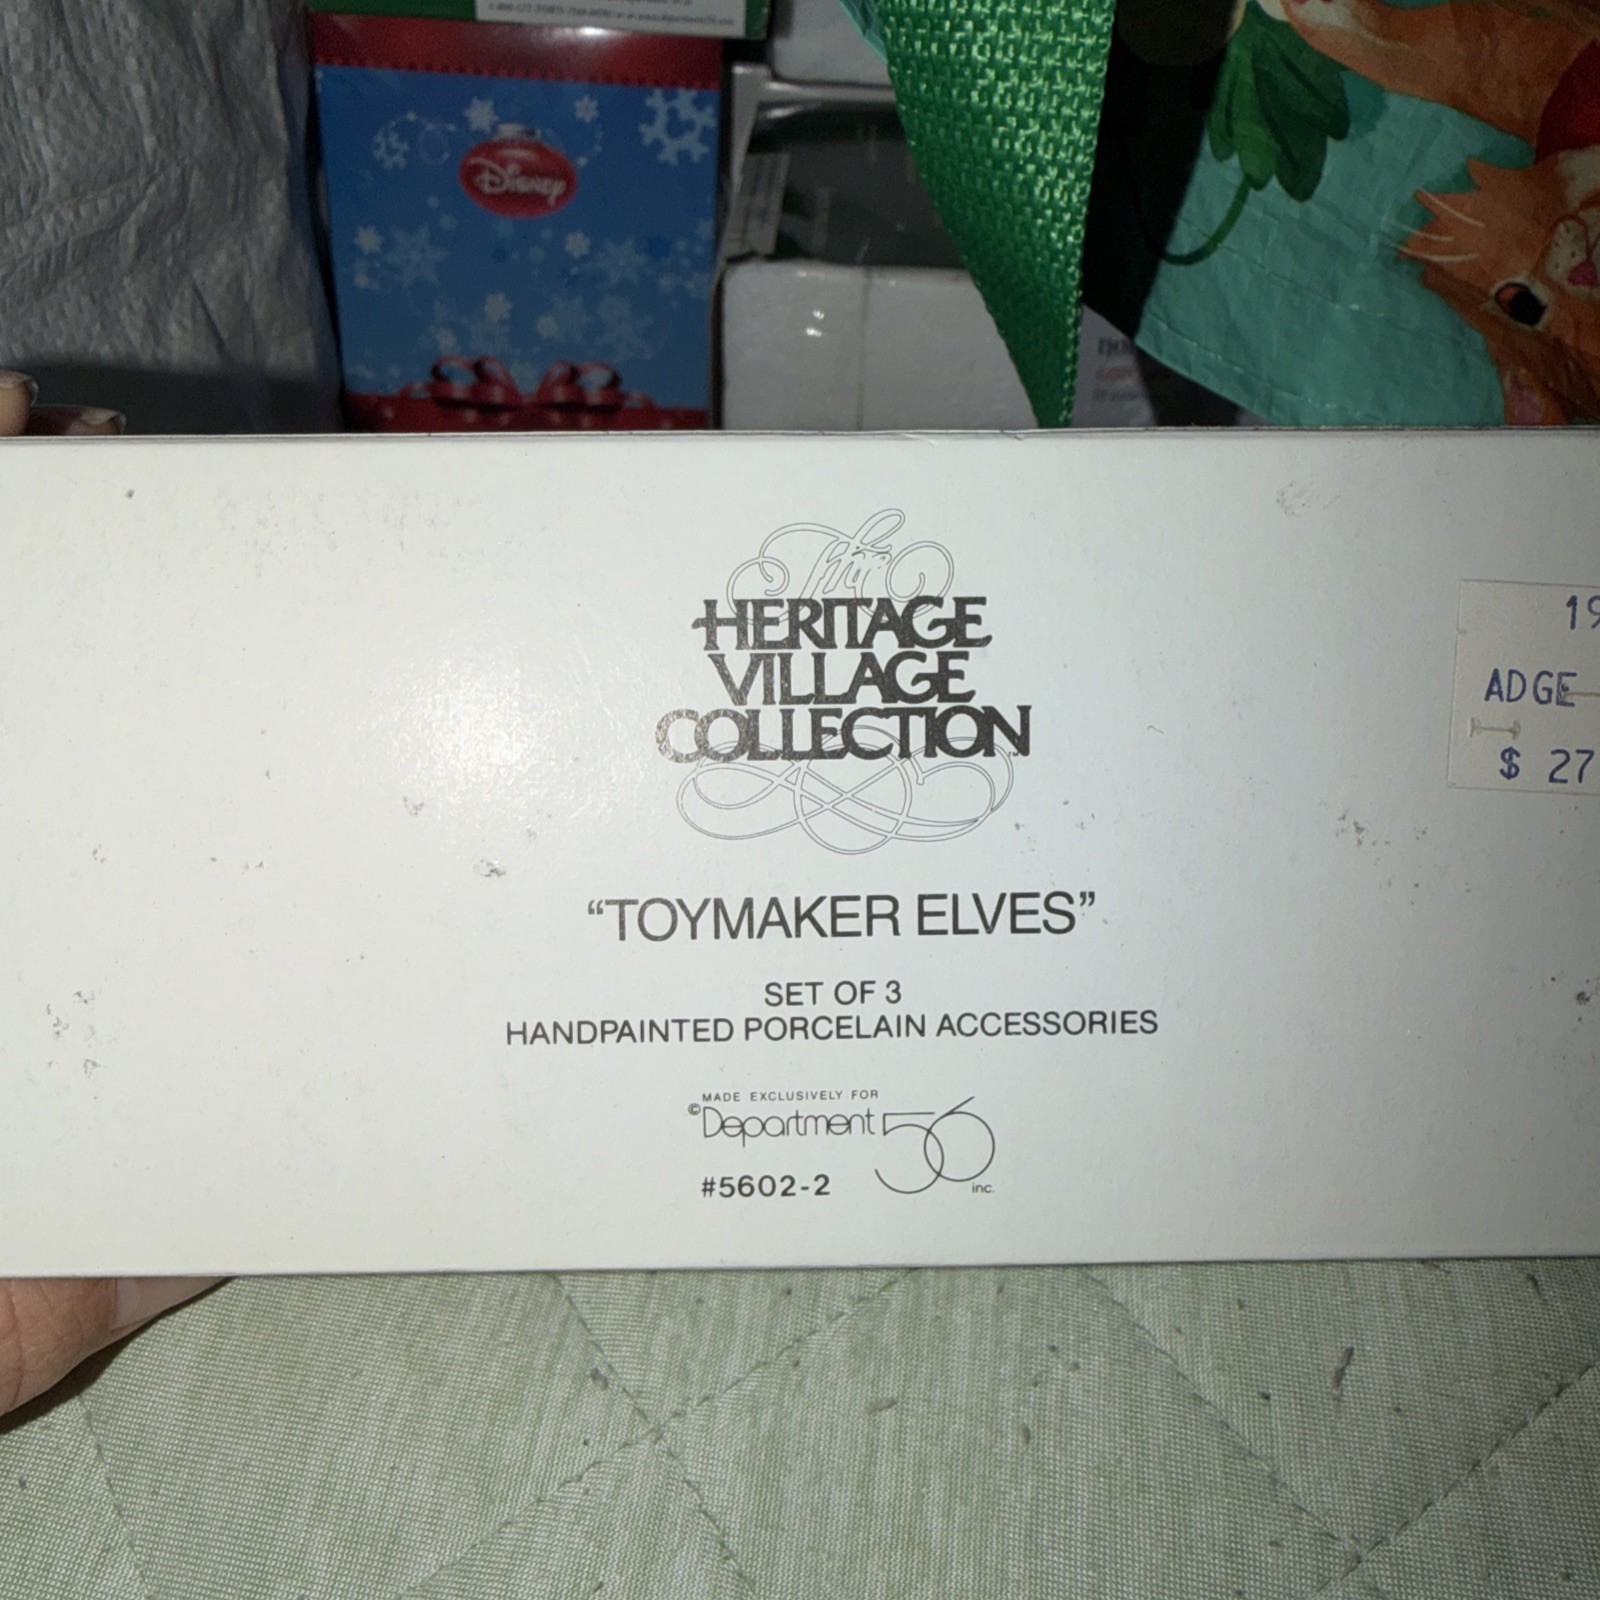 Disney
The
HERITAGE
VILLAGE
COLLECTION
19
ADGE
$ 27
“TOYMAKER ELVES”
SET OF 3
HANDPAINTED PORCELAIN ACCESSORIES
MADE EXCLUSIVELY FOR
©Department 56
inc.
#5602-2